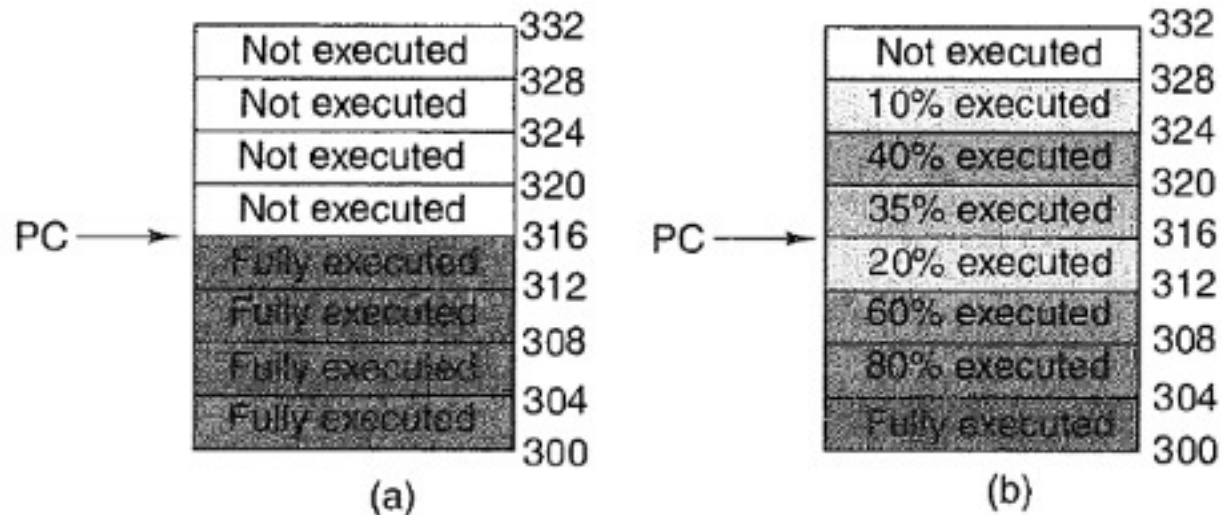 332
Not executed
328
Not executed
324
Not executed
320
Not executed
PC
316
Fully executed
312
Fully executed
308
Fully executed
304
Fully executed
300
(a)
332
Not executed
328
10% executed
324
40% executed
320
35% executed
PC
316
20% executed
312
60% executed
308
80% executed
304
Fully executed
300
(b)